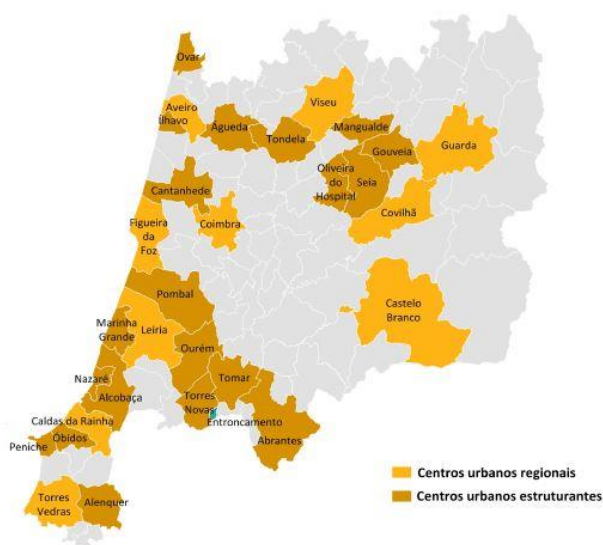 Ovar
Aveiro
Ílhavo
Águeda
Viseu
Tondela
Mangualde
Gouveia
Guarda
Oliveira
do
Hospital
Seia
Covilhã
Cantanhede
Figueira
da
Foz
Coimbra
Castelo
Branco
Pombal
Marinha
Grande
Leiria
Ourém
Nazaré
Alcobaça
Tomar
Torres
Novas
Entroncamento
Abrantes
Caldas da Rainha
Peniche
Óbidos
Torres
Vedras
Alenquer
Centros urbanos regionais
Centros urbanos estruturantes